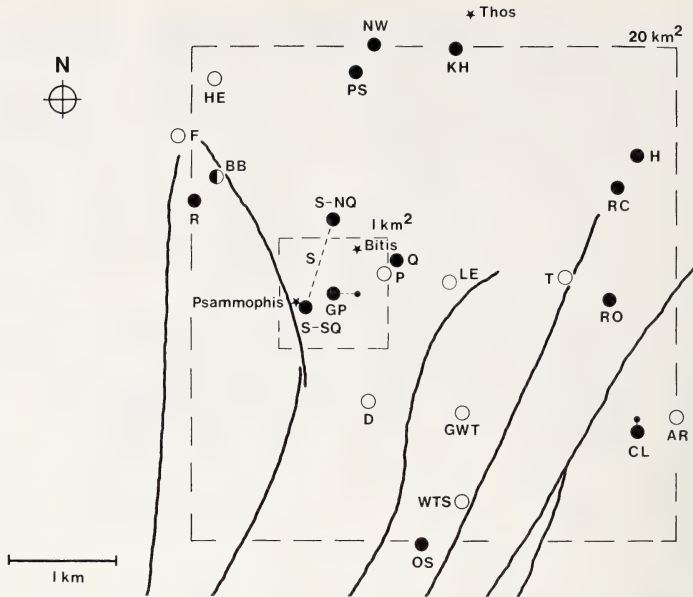 Thos
NW
20 km²
KH
N
PS
HE
F
BB
H
S-NQ
RC
R
1 km²
S
Bitis
Q
P
LE
T
Psammophis
GP
RO
S-SQ
D
GWT
CL
AR
WTS
OS
1 km